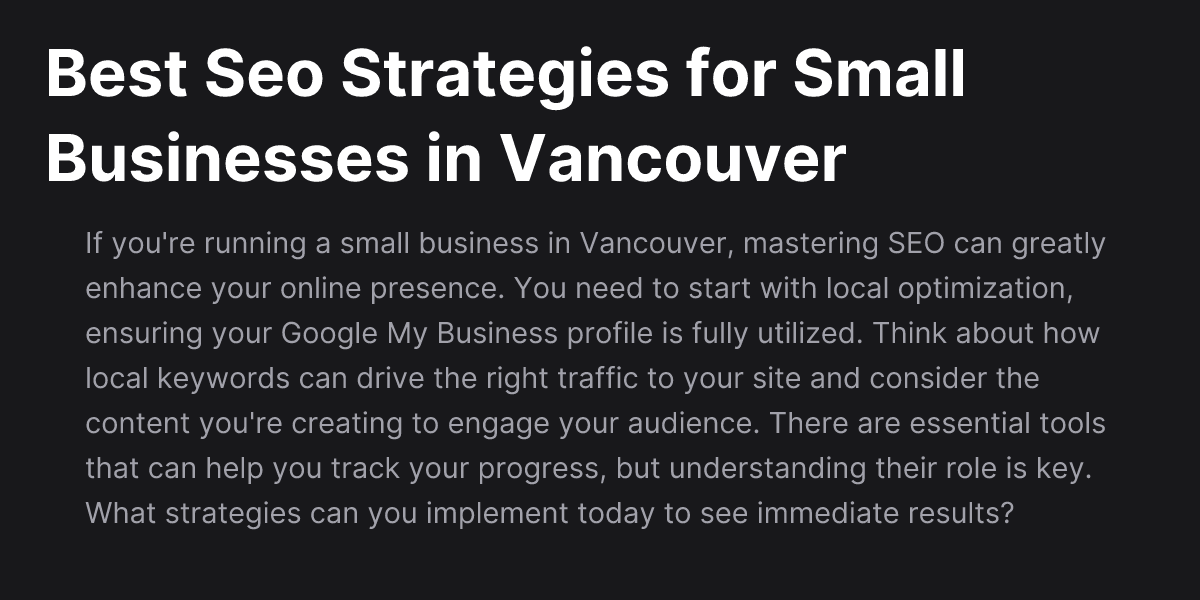 Best Seo Strategies for Small
Businesses in Vancouver
If you're running a small business in Vancouver, mastering SEO can greatly
enhance your online presence. You need to start with local optimization,
ensuring your Google My Business profile is fully utilized. Think about how
local keywords can drive the right traffic to your site and consider the
content you're creating to engage your audience. There are essential tools
that can help you track your progress, but understanding their role is key.
What strategies can you implement today to see immediate results?